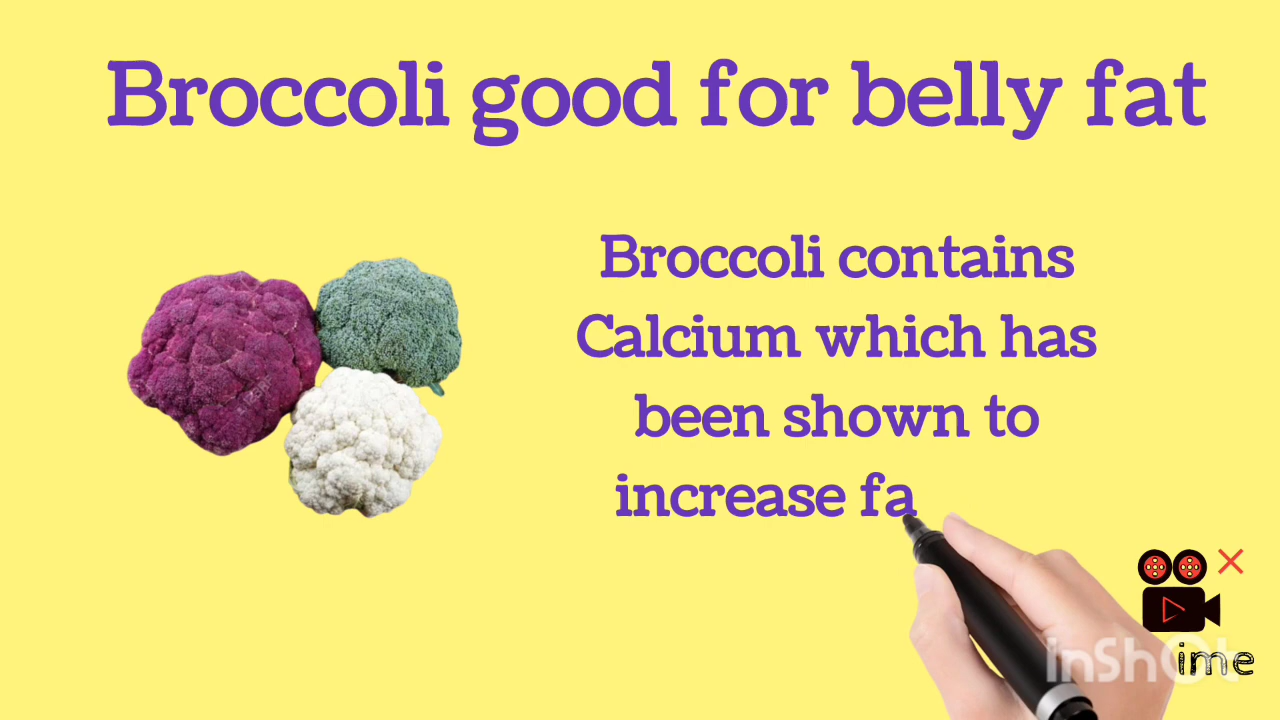 Broccoli good for belly fat
Broccoli contains
Calcium which has
been shown to
increase fa
ime
InShOt